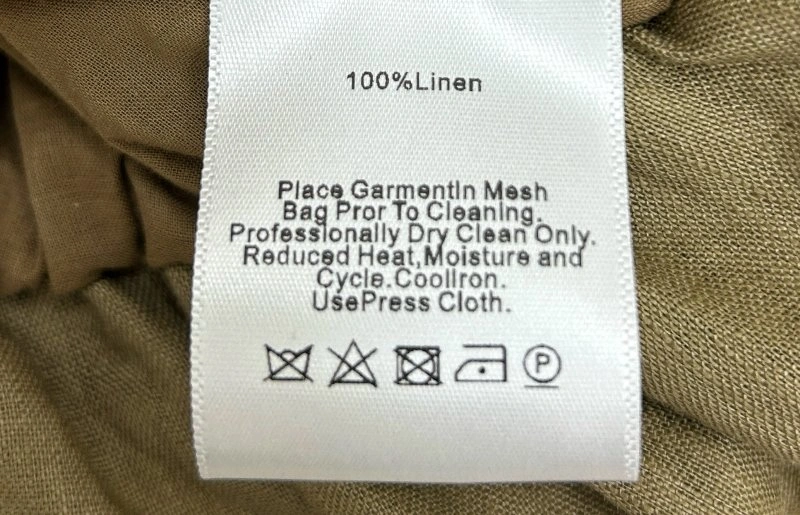 100%Linen
Place GarmentIn Mesh
Bag Pror To Cleaning.
Professionally Dry Clean Only.
Reduced Heat,Moisture and
Cycle.CoolIron.
UsePress Cloth.
P